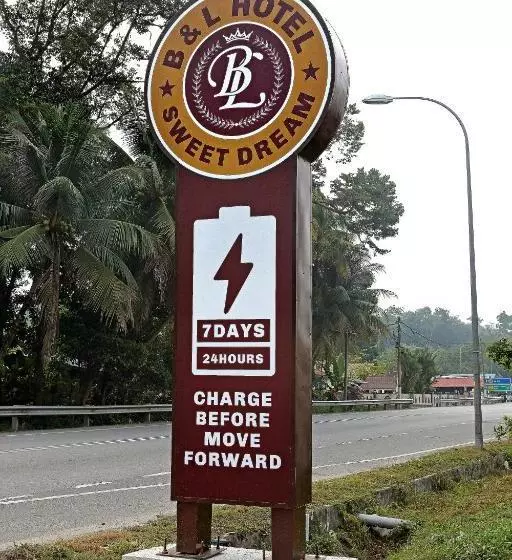 B & L HOTEL
BL
SWEET DREAM
7DAYS
24HOURS
CHARGE
BEFORE
MOVE
FORWARD